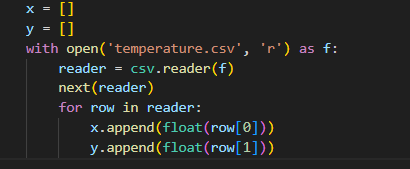 x = []
y = []
with open('temperature.csv', 'r') as f:
    reader = csv.reader(f)
    next(reader)
    for row in reader:
        x.append(float(row[0]))
        y.append(float(row[1]))